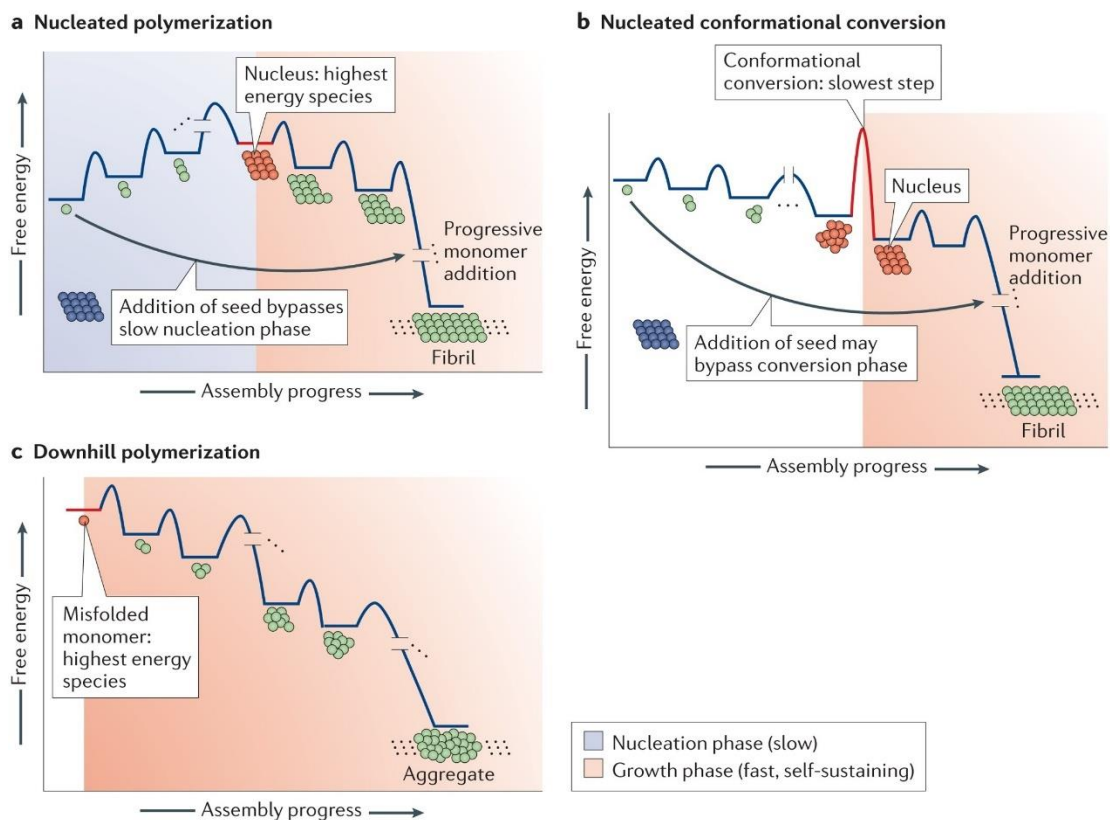 a Nucleated polymerization
Free energy
Nucleus: highest
energy species
Progressive
monomer
addition
Addition of seed bypasses
slow nucleation phase
Fibril
Assembly progress
b Nucleated conformational conversion
Free energy
Conformational
conversion: slowest step
Nucleus
Progressive
monomer
addition
Addition of seed may
bypass conversion phase
Fibril
Assembly progress
c Downhill polymerization
Free energy
Misfolded
monomer:
highest energy
species
Aggregate
Assembly progress
Nucleation phase (slow)
Growth phase (fast, self-sustaining)